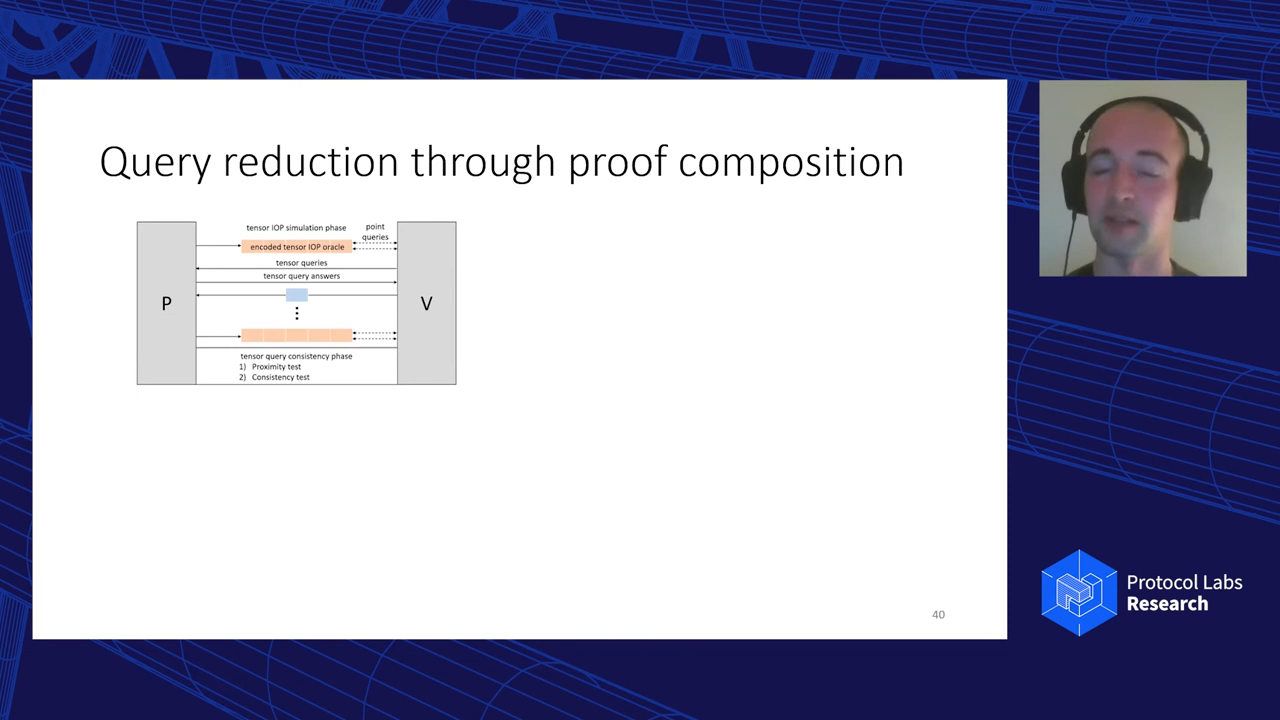 Query reduction through proof composition
tensor IOP simulation phase
point
queries
encoded tensor IOP oracle
tensor queries
tensor query answers
P
V
tensor query consistency phase
1) Proximity test
2) Consistency test
40
Protocol Labs
Research